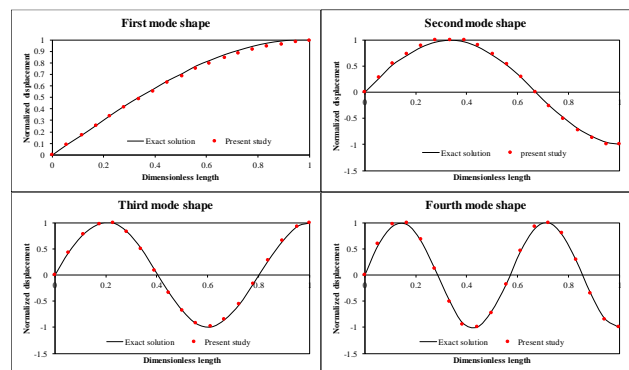 First mode shape
1
0.9
0.8
0.7
0.6
0.5
0.4
0.3
0.2
0.1
0
Normalized displacement
Exact solution
Present study
0 0.2 0.4 0.6 0.8 1
Dimensionless length
Second mode shape
1
0.5
0
-0.5
-1
-1.5
Normalized displacement
0 0.2 0.4 0.6 0.8 1
Exact solution
present study
Dimensionless length
Third mode shape
1
0.5
0
-0.5
-1
-1.5
Normalized displacement
0 0.2 0.4 0.6 0.8 1
Exact solution
Present study
Dimensionless length
Fourth mode shape
1
0.5
0
-0.5
-1
-1.5
Normalized displacement
0 0.2 0.4 0.6 0.8 1
Exact solution
Present study
Dimensionless length